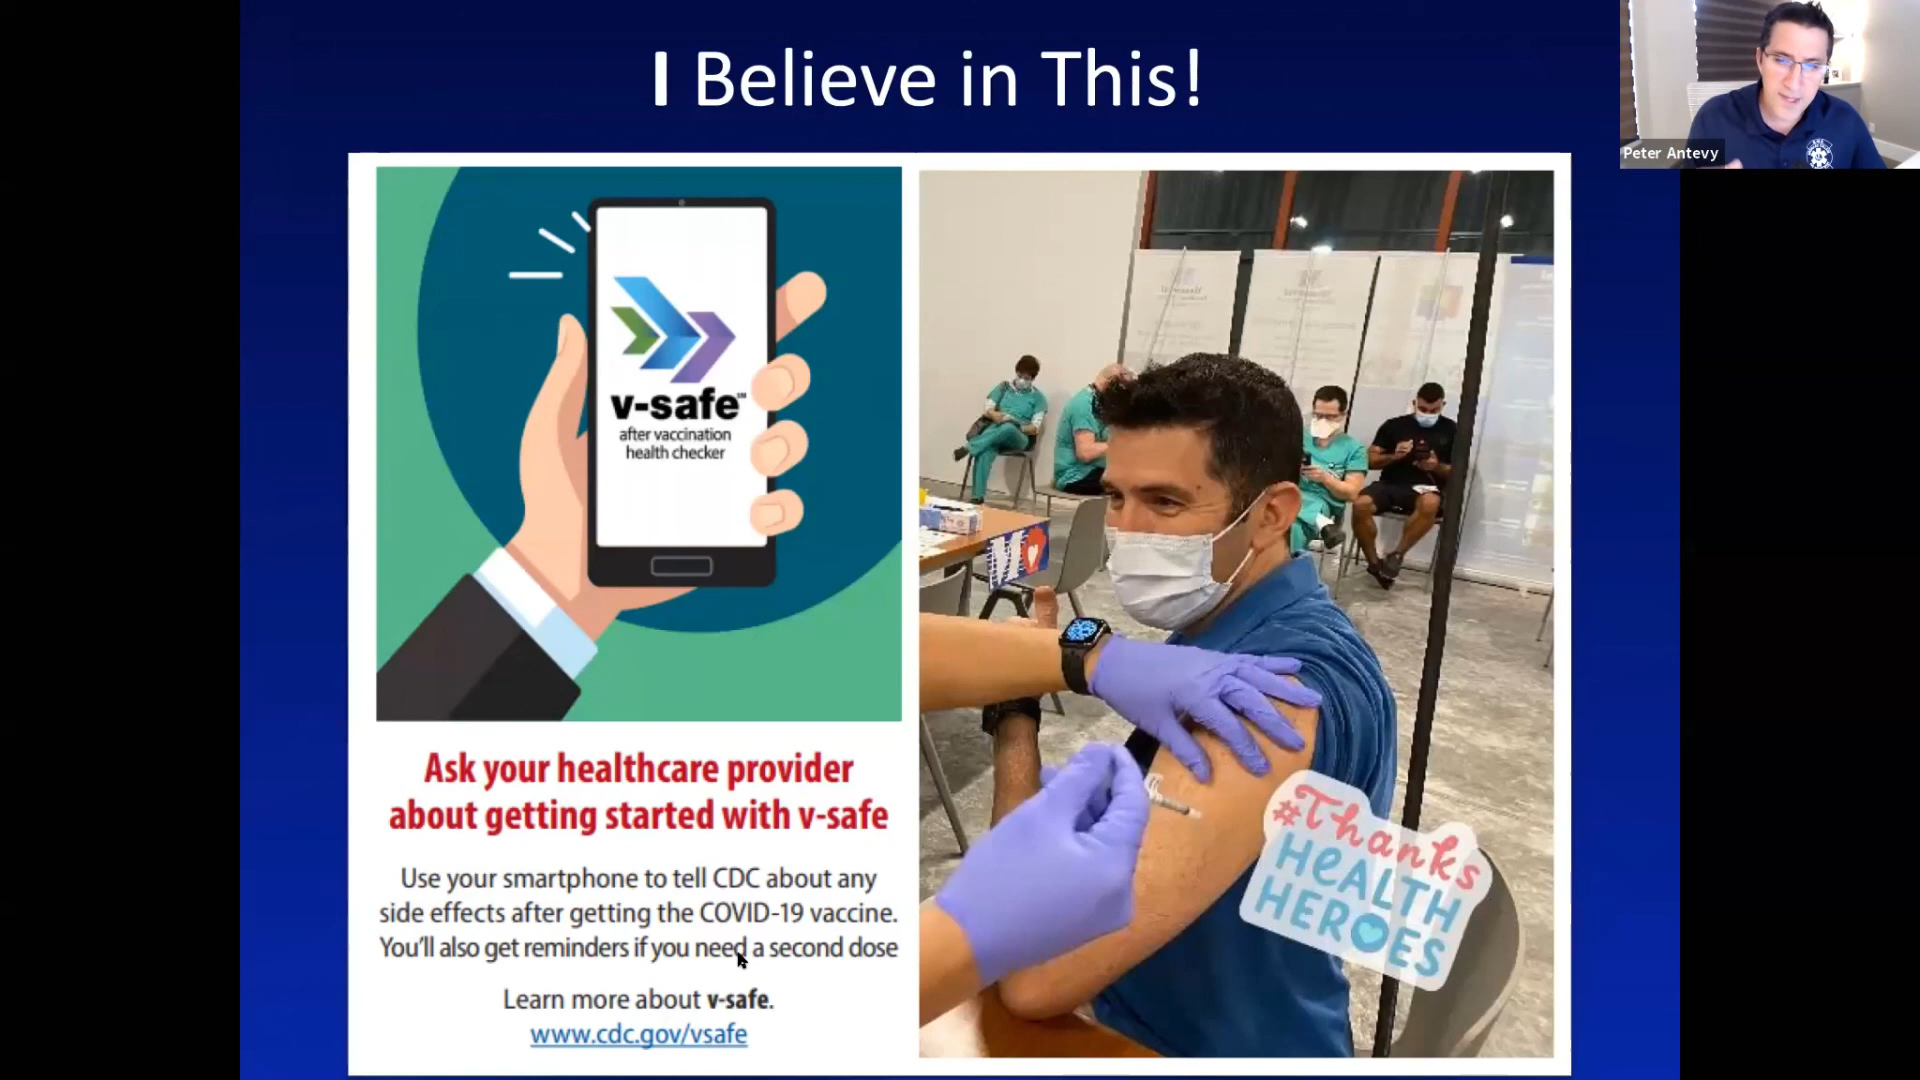 I Believe in This!
Peter Antevy
v-safe℠
after vaccination
health checker
Ask your healthcare provider
about getting started with v-safe
Use your smartphone to tell CDC about any
side effects after getting the COVID-19 vaccine.
You'll also get reminders if you need a second dose
Learn more about v-safe.
www.cdc.gov/vsafe
#Thanks
HEALTH
HEROES